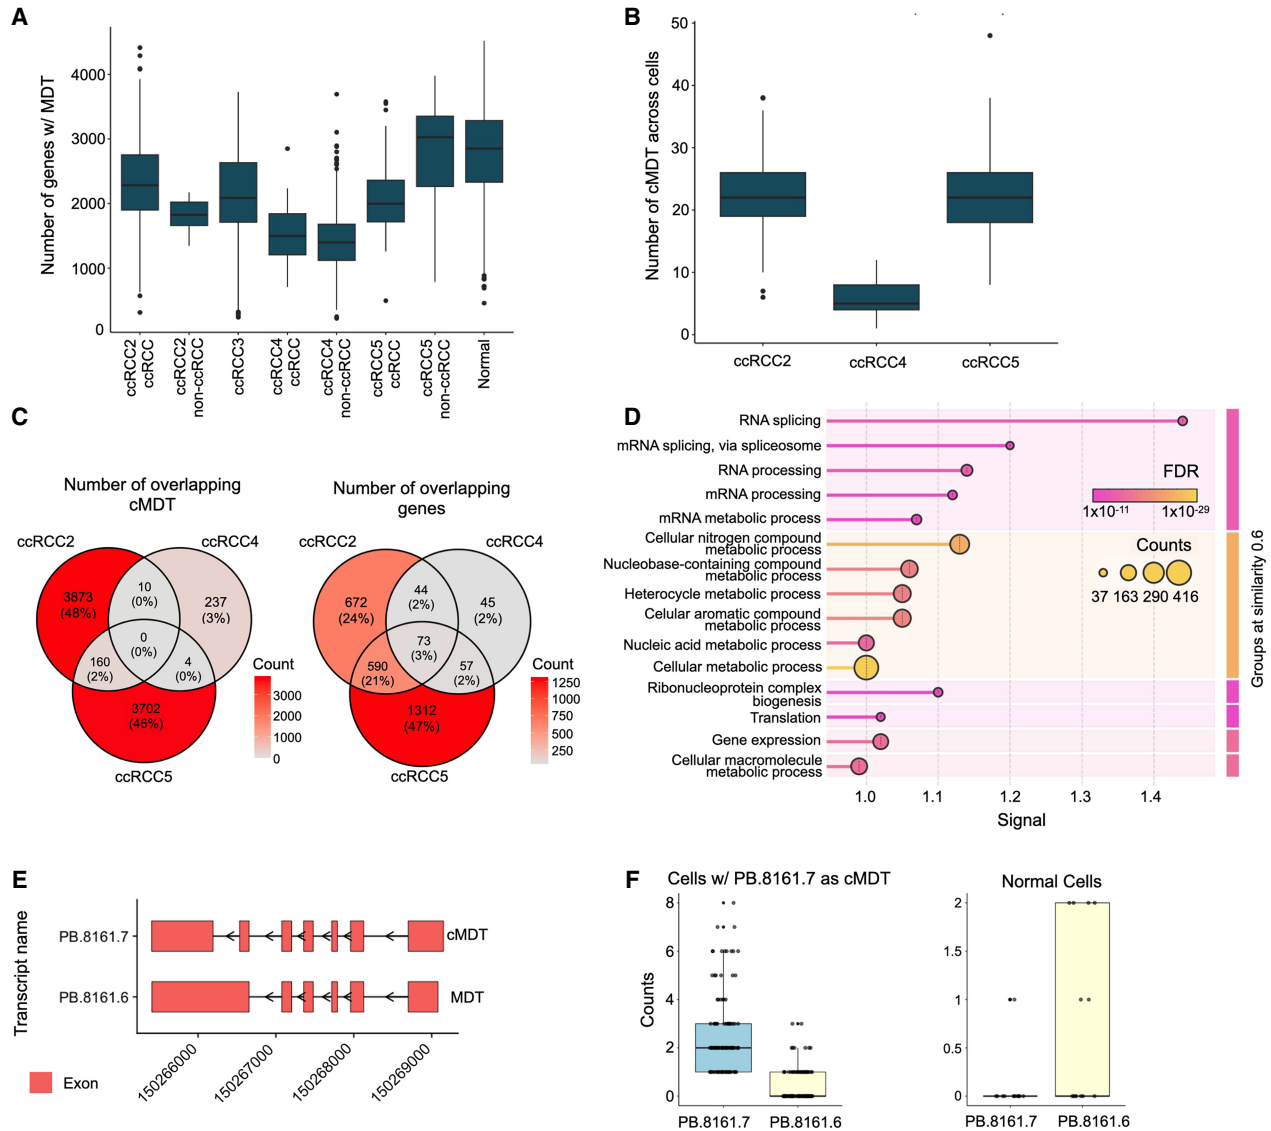 A
Number of genes w/ MDT
4000
3000
2000
1000
0
ccRCC2
ccRCC
ccRCC2
non-ccRCC
ccRCC3
ccRCC4
ccRCC
ccRCC4
non-ccRCC
ccRCC5
ccRCC
ccRCC5
non-ccRCC
Normal
B
Number of cMDT across cells
50
40
30
20
10
0
ccRCC2
ccRCC4
ccRCC5
C
Number of overlapping
cMDT
ccRCC2
ccRCC4
3873
(48%)
10
(0%)
237
(3%)
0
(0%)
160
(2%)
4
(0%)
3702
(46%)
ccRCC5
Count
3000
2000
1000
0
Number of overlapping
genes
ccRCC2
ccRCC4
672
(24%)
44
(2%)
45
(2%)
73
(3%)
590
(21%)
57
(2%)
1312
(47%)
ccRCC5
Count
1250
1000
750
500
250
D
RNA splicing
mRNA splicing, via spliceosome
RNA processing
mRNA processing
mRNA metabolic process
Cellular nitrogen compound
metabolic process
Nucleobase-containing compound
metabolic process
Heterocycle metabolic process
Celular aromatic compound
metabolic process
Nucleic acid metabolic process
Cellular metabolic process
Ribonucleoprotein complex
biogenesis
Translation
Gene expression
Cellular macromolecule
metabolic process
1.0
1.1
1.2
1.3
1.4
Signal
FDR
1x10-11
1x10-29
Counts
37
163
290
416
Groups at similarity 0.6
E
Transcript name
PB.8161.7
cMDT
PB.8161.6
MDT
150266000
150267000
150268000
150269000
Exon
F
Cells w/ PB.8161.7 as cMDT
Counts
8
6
4
2
0
PB.8161.7
PB.8161.6
Normal Cells
2
1.5
1
0.5
0
PB.8161.7
PB.8161.6